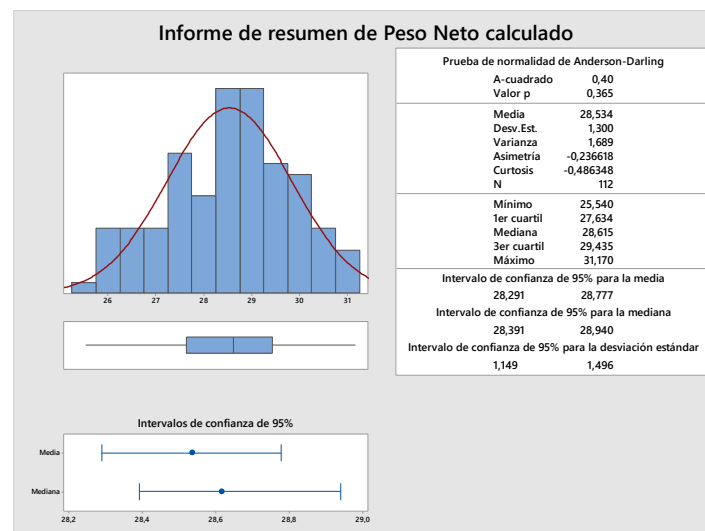 Informe de resumen de Peso Neto calculado
26 27 28 29 30 31
Prueba de normalidad de Anderson-Darling
A-cuadrado 0,40
Valor p 0,365
Media 28,534
Desv.Est. 1,300
Varianza 1,689
Asimetría -0,236618
Curtosis -0,486348
N 112
Mínimo 25,540
1er cuartil 27,634
Mediana 28,615
3er cuartil 29,435
Máximo 31,170
Intervalo de confianza de 95% para la media
28,291 28,777
Intervalo de confianza de 95% para la mediana
28,391 28,940
Intervalo de confianza de 95% para la desviación estándar
1,149 1,496
Intervalos de confianza de 95%
Media
Mediana
28,2 28,4 28,6 28,8 29,0